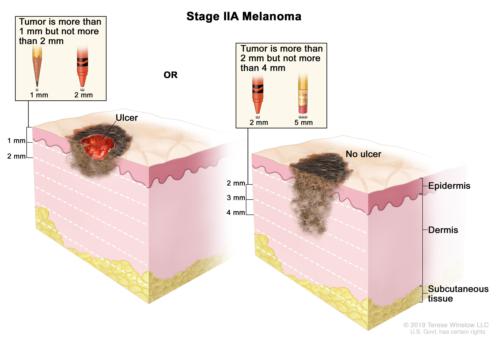 Stage IIA Melanoma
Tumor is more than
1 mm but not more
than 2 mm
1 mm
2 mm
OR
Tumor is more than
2 mm but not more
than 4 mm
2 mm
5 mm
Ulcer
1 mm
2 mm
No ulcer
2 mm
3 mm
4 mm
Epidermis
Dermis
Subcutaneous
tissue
© 2019 Terese Winslow LLC
U.S. Govt. has certain rights